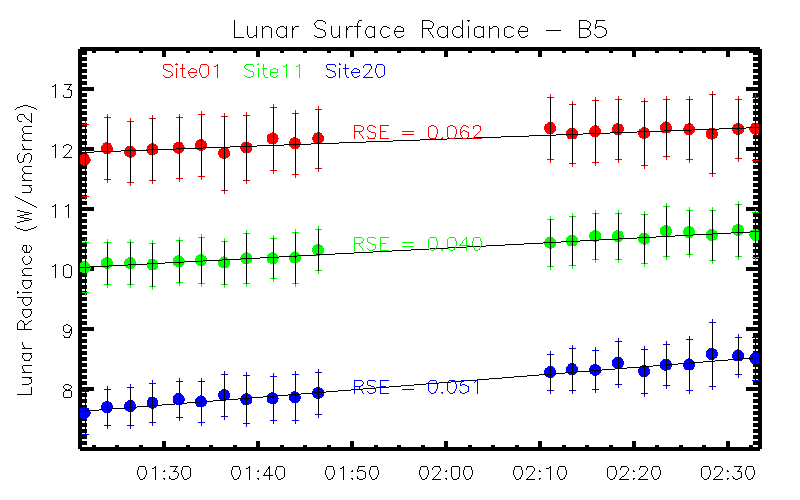 Lunar Surface Radiance – B5
Site01 Site11 Site20
Lunar Radiance (W/umSrm2)
13
12
11
10
9
8
RSE = 0.062
RSE = 0.040
RSE = 0.051
01:30 01:40 01:50 02:00 02:10 02:20 02:30